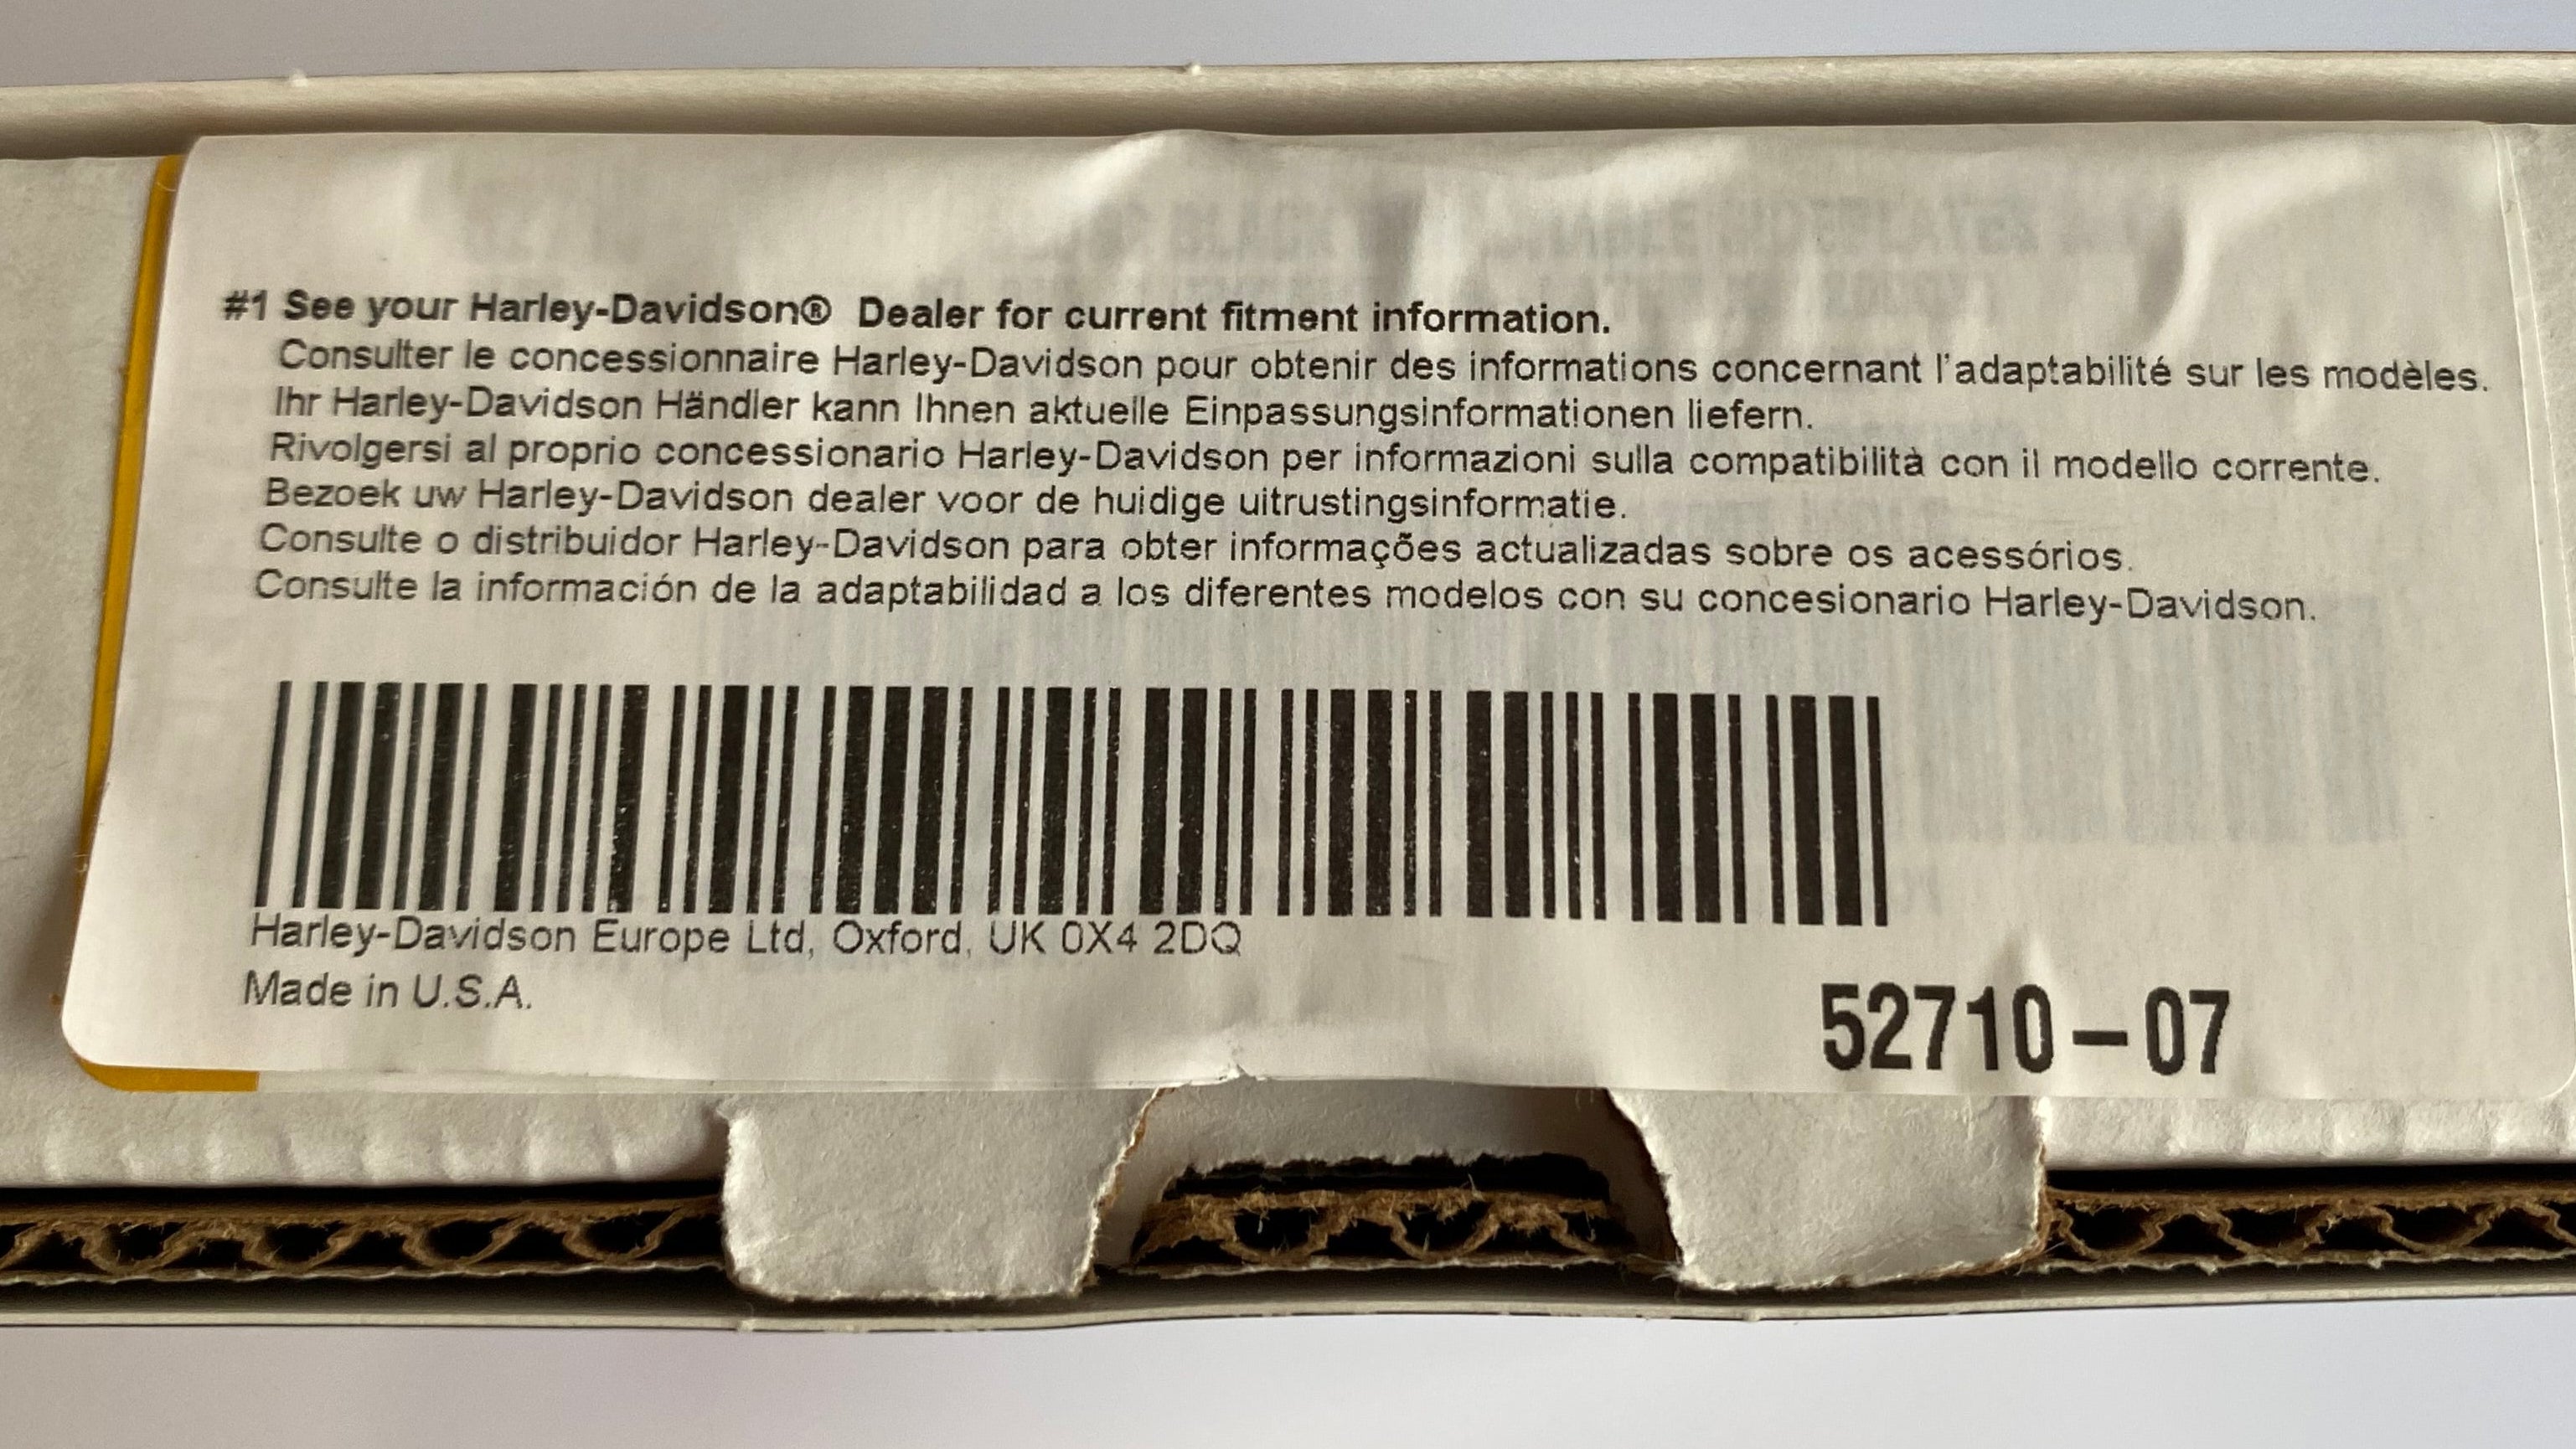 #1 See your Harley-Davidson® Dealer for current fitment information.
Consulter le concessionnaire Harley-Davidson pour obtenir des informations concernant l'adaptabilité sur les modèles.
Ihr Harley-Davidson Händler kann Ihnen aktuelle Einpassungsinformationen liefern.
Rivolgersi al proprio concessionario Harley-Davidson per informazioni sulla compatibilità con il modello corrente.
Bezoek uw Harley-Davidson dealer voor de huidige uitrustingsinformatie.
Consulte o distribuidor Harley-Davidson para obter informações actualizadas sobre os acessórios.
Consulte la información de la adaptabilidad a los diferentes modelos con su concesionario Harley-Davidson.
Harley-Davidson Europe Ltd, Oxford, UK 0X4 2DQ
Made in U.S.A.
52710-07